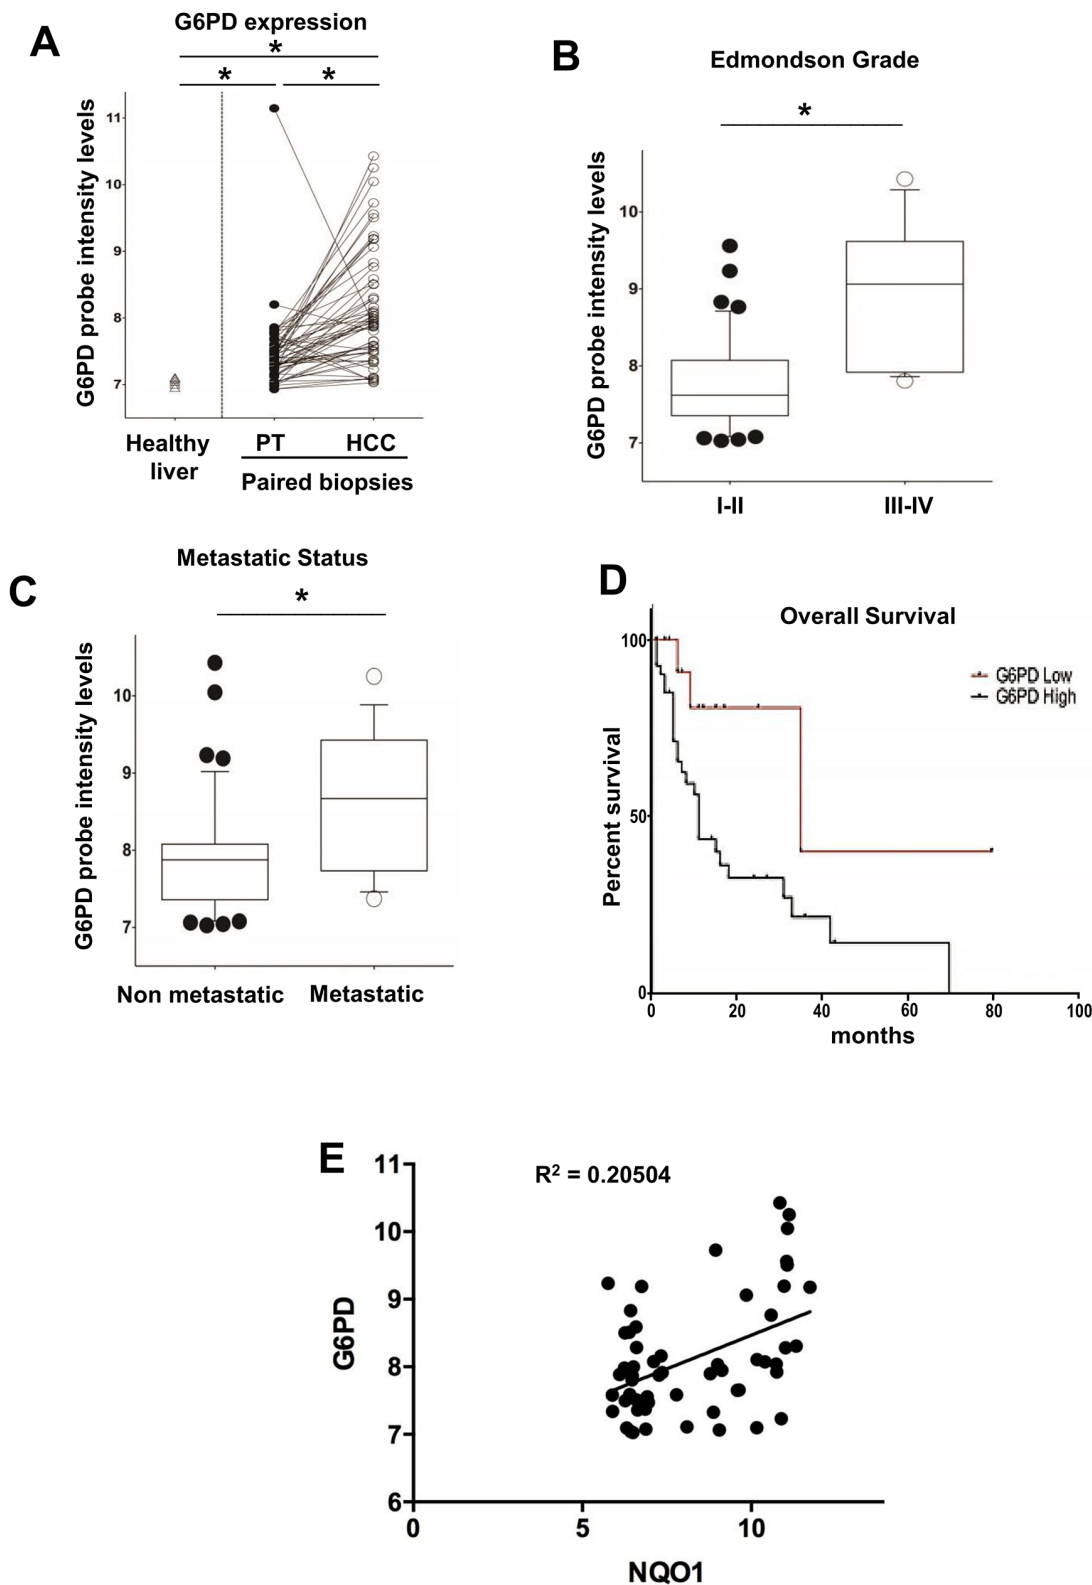 A
G6PD expression
*
* *
G6PD probe intensity levels
11
10
9
8
7
Healthy liver
PT
HCC
Paired biopsies
B
Edmondson Grade
*
G6PD probe intensity levels
10
9
8
7
I-II
III-IV
C
Metastatic Status
*
G6PD probe intensity levels
10
9
8
7
Non metastatic
Metastatic
D
Overall Survival
G6PD Low
G6PD High
Percent survival
100
50
0
0 20 40 60 80 100
months
E
R² = 0.20504
G6PD
11
10
9
8
7
6
0 5 10
NQO1